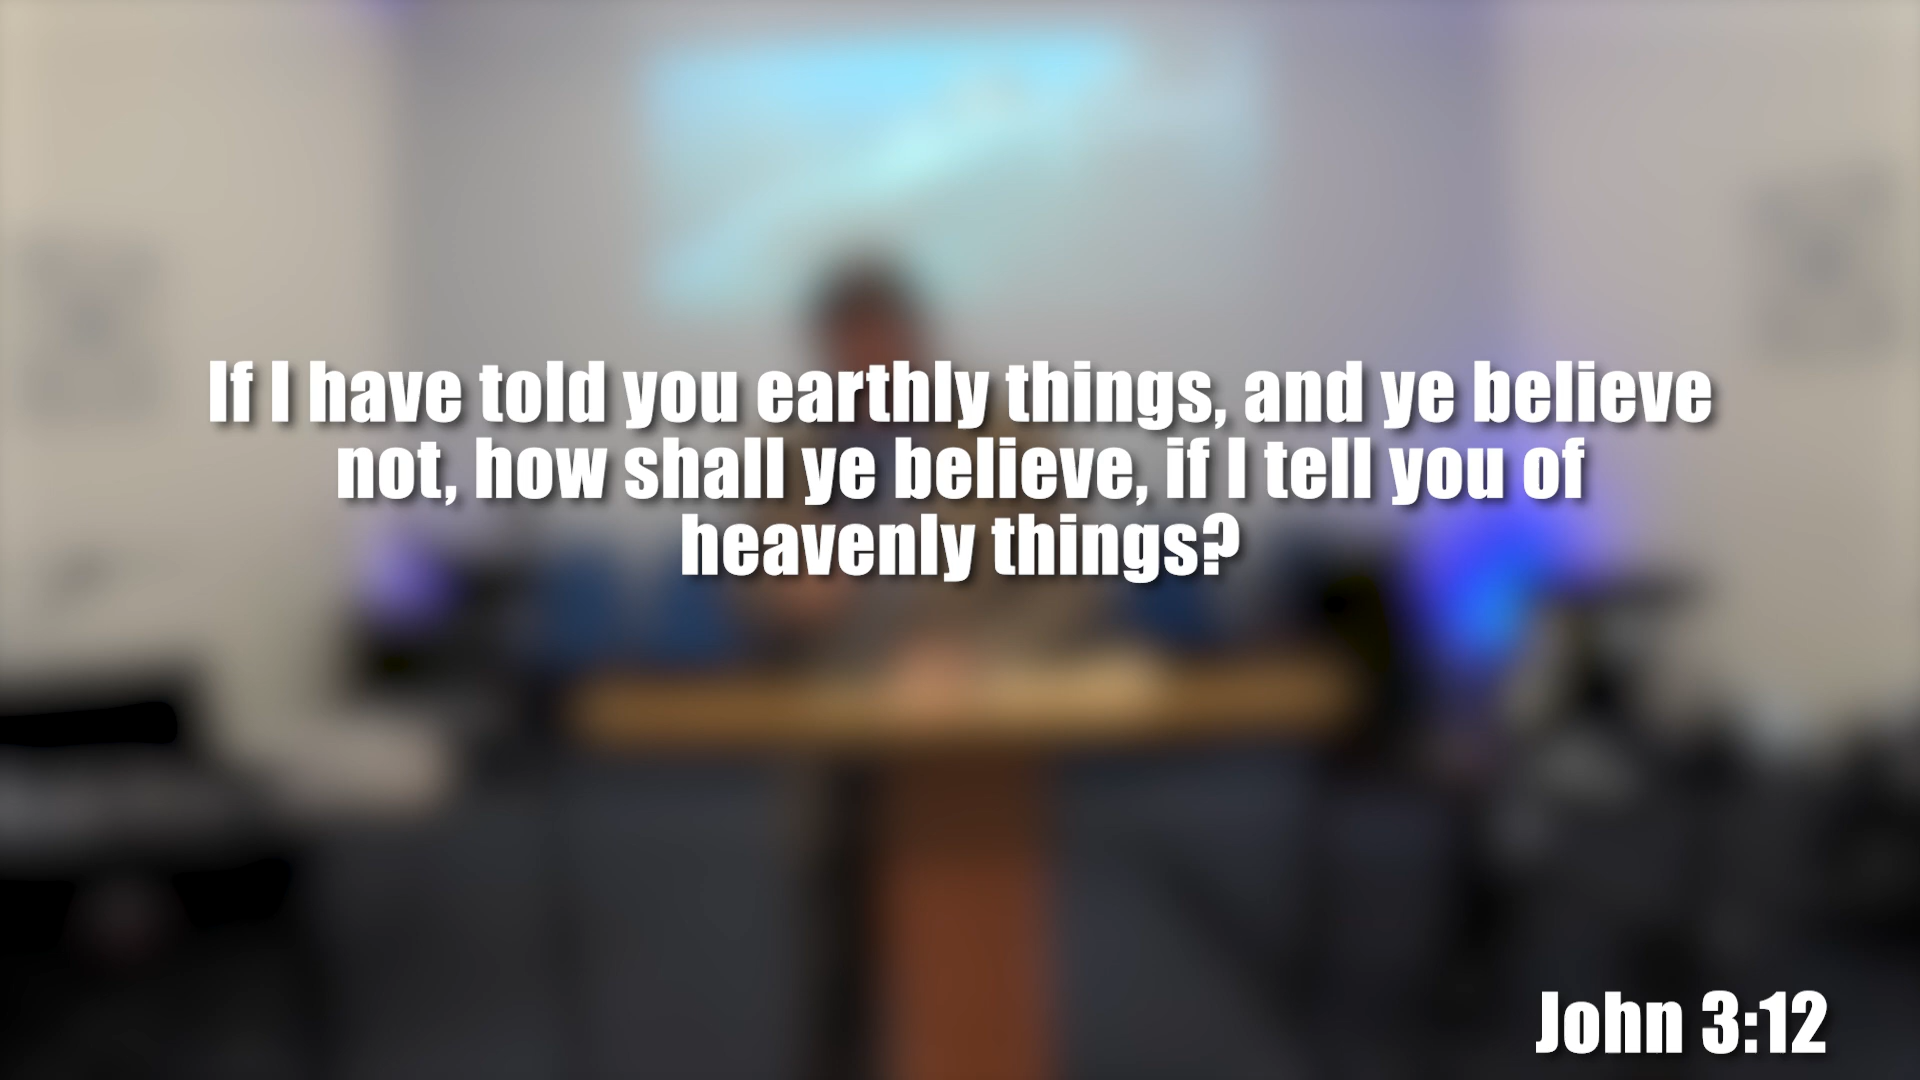 If I have told you earthly things, and ye believe
not, how shall ye believe, if I tell you of
heavenly things?
John 3:12